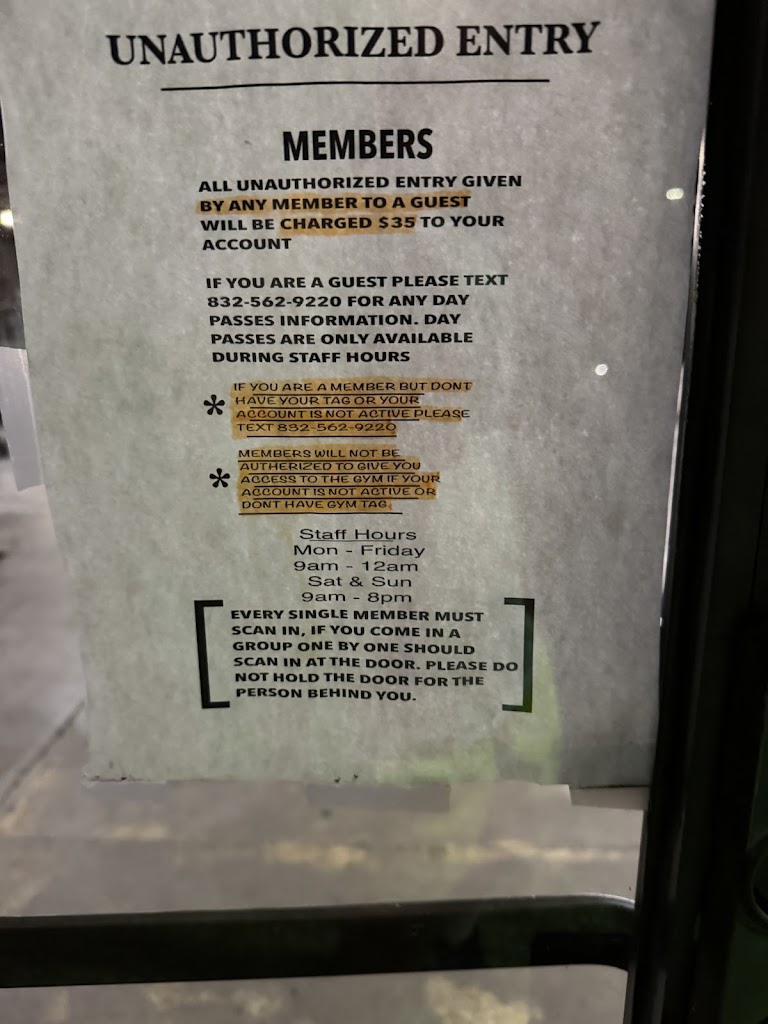 UNAUTHORIZED ENTRY
MEMBERS
ALL UNAUTHORIZED ENTRY GIVEN
BY ANY MEMBER TO A GUEST
WILL BE CHARGED $35 TO YOUR
ACCOUNT
IF YOU ARE A GUEST PLEASE TEXT
832-562-9220 FOR ANY DAY
PASSES INFORMATION. DAY
PASSES ARE ONLY AVAILABLE
DURING STAFF HOURS
* IF YOU ARE A MEMBER BUT DONT
HAVE YOUR TAG OR YOUR
ACCOUNT IS NOT ACTIVE PLEASE
TEXT 832-562-9220
* MEMBERS WILL NOT BE
AUTHERIZED TO GIVE YOU
ACCESS TO THE GYM IF YOUR
ACCOUNT IS NOT ACTIVE OR
DONT HAVE GYM TAG
Staff Hours
Mon - Friday
9am - 12am
Sat & Sun
9am - 8pm
[EVERY SINGLE MEMBER MUST
SCAN IN, IF YOU COME IN A
GROUP ONE BY ONE SHOULD
SCAN IN AT THE DOOR. PLEASE DO
NOT HOLD THE DOOR FOR THE
PERSON BEHIND YOU.]